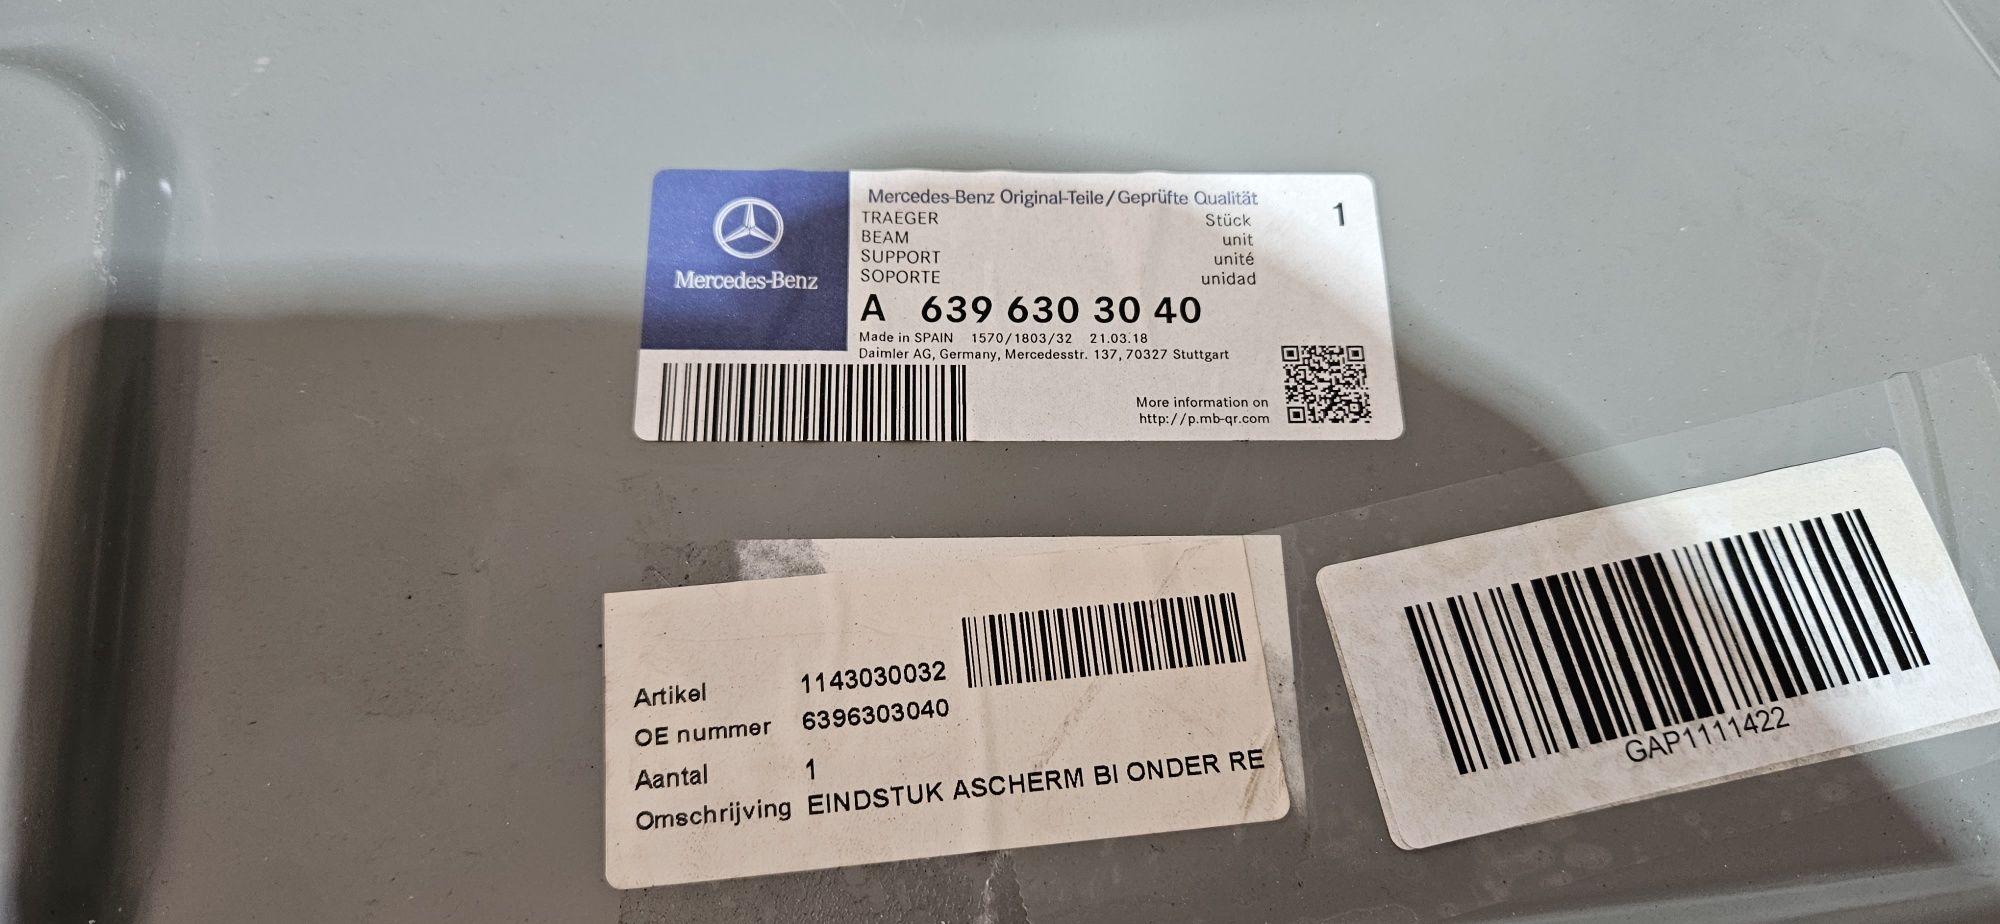 Mercedes-Benz
Mercedes-Benz Original-Teile/Geprüfte Qualität
TRAEGER Stück 1
BEAM unit
SUPPORT unité
SOPORTE unidad
A 639 630 30 40
Made in SPAIN 1570/1803/32 21.03.18
Daimler AG, Germany, Mercedesstr. 137, 70327 Stuttgart
More information on
http://p.mb-qr.com
Artikel 1143030032
OE nummer 6396303040
Aantal 1
Omschrijving EINDSTUK ASCHERM BI ONDER RE
GAP1111422